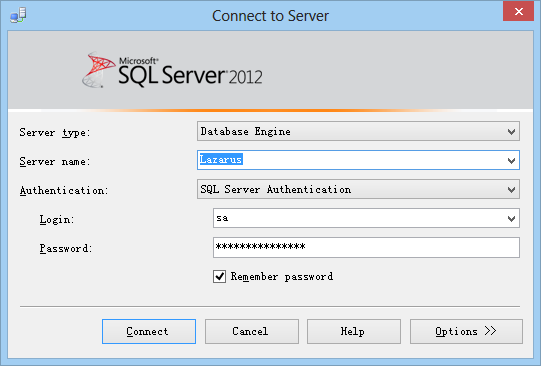 Connect to Server
Microsoft®
SQL Server® 2012
Server type: Database Engine
Server name: Lazarus
Authentication: SQL Server Authentication
Login: sa
Password: ***************
Remember password
Connect Cancel Help Options >>